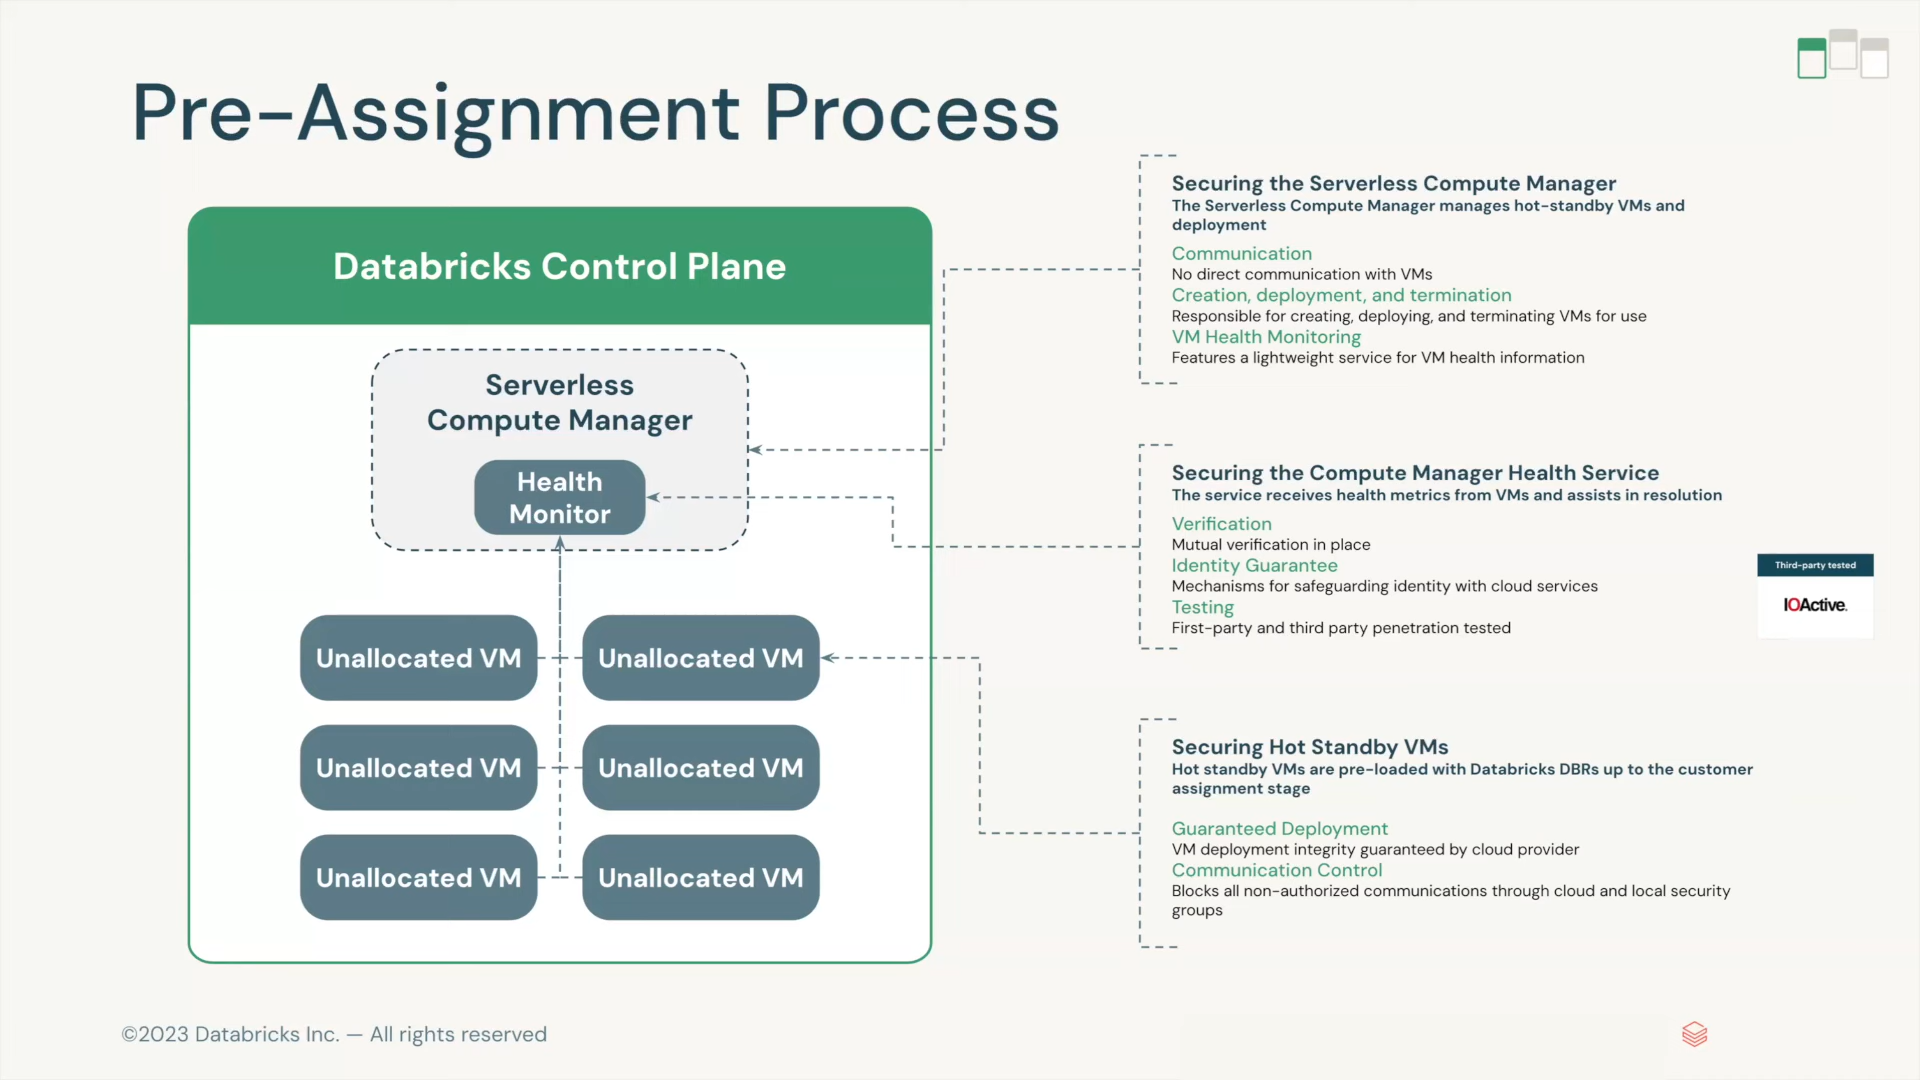 Pre-Assignment Process
Databricks Control Plane
Serverless
Compute Manager
Health
Monitor
Unallocated VM
Unallocated VM
Unallocated VM
Unallocated VM
Unallocated VM
Unallocated VM
Securing the Serverless Compute Manager
The Serverless Compute Manager manages hot-standby VMs and
deployment
Communication
No direct communication with VMs
Creation, deployment, and termination
Responsible for creating, deploying, and terminating VMs for use
VM Health Monitoring
Features a lightweight service for VM health information
Securing the Compute Manager Health Service
The service receives health metrics from VMs and assists in resolution
Verification
Mutual verification in place
Identity Guarantee
Mechanisms for safeguarding identity with cloud services
Testing
First-party and third party penetration tested
Third-party tested
IOActive.
Securing Hot Standby VMs
Hot standby VMs are pre-loaded with Databricks DBRs up to the customer
assignment stage
Guaranteed Deployment
VM deployment integrity guaranteed by cloud provider
Communication Control
Blocks all non-authorized communications through cloud and local security
groups
©2023 Databricks Inc. — All rights reserved